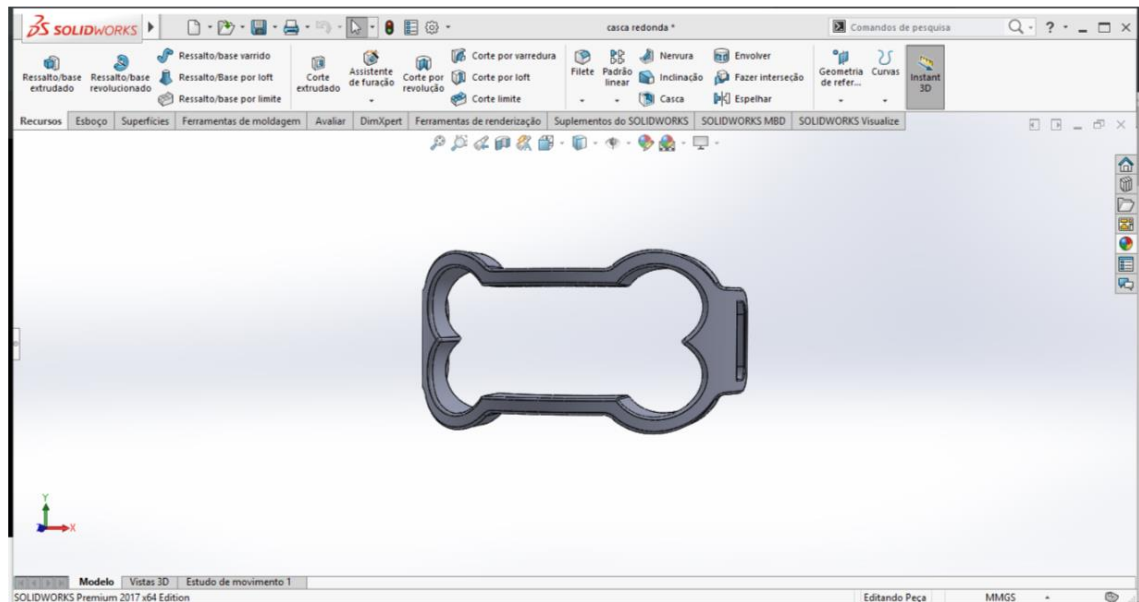 SOLIDWORKS casca redonda * Comandos de pesquisa ?
Ressalto/base extrudado
Ressalto/base revolucionado
Ressalto/base varrido
Ressalto/Base por loft
Ressalto/base por limite
Corte extrudado
Assistente de furação
Corte por revolução
Corte por varredura
Corte por loft
Corte limite
Filete
Padrão linear
Nervura
Inclinação
Casca
Envolver
Fazer interseção
Espelhar
Geometria de refer...
Curvas
Instant 3D
Recursos Esboço Superfícies Ferramentas de moldagem Avaliar DimXpert Ferramentas de renderização Suplementos do SOLIDWORKS SOLIDWORKS MBD SOLIDWORKS Visualize
Y
X
Modelo Vistas 3D Estudo de movimento 1
SOLIDWORKS Premium 2017 x64 Edition Editando Peça MMGS